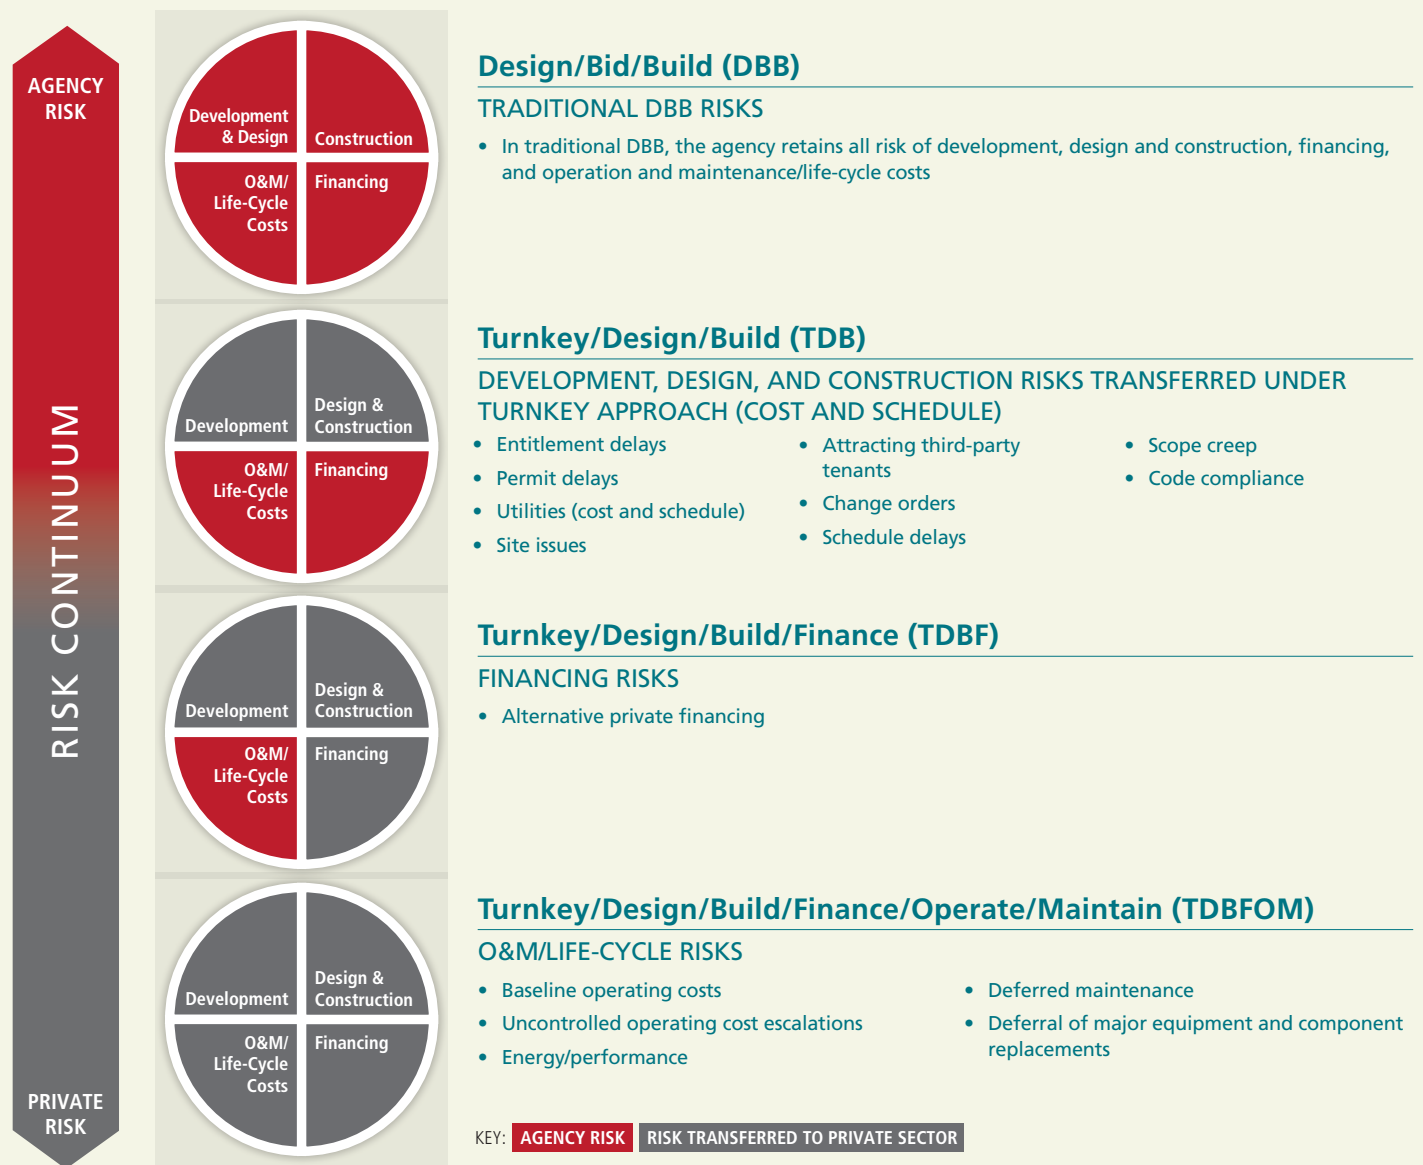 AGENCY
RISK
RISK CONTINUUM
PRIVATE
RISK
Development
& Design
Construction
O&M/
Life-Cycle
Costs
Financing
Design/Bid/Build (DBB)
TRADITIONAL DBB RISKS
• In traditional DBB, the agency retains all risk of development, design and construction, financing,
and operation and maintenance/life-cycle costs
Development
Design &
Construction
O&M/
Life-Cycle
Costs
Financing
Turnkey/Design/Build (TDB)
DEVELOPMENT, DESIGN, AND CONSTRUCTION RISKS TRANSFERRED UNDER
TURNKEY APPROACH (COST AND SCHEDULE)
• Entitlement delays
• Permit delays
• Utilities (cost and schedule)
• Site issues
• Attracting third-party
tenants
• Change orders
• Schedule delays
• Scope creep
• Code compliance
Development
Design &
Construction
O&M/
Life-Cycle
Costs
Financing
Turnkey/Design/Build/Finance (TDBF)
FINANCING RISKS
• Alternative private financing
Development
Design &
Construction
O&M/
Life-Cycle
Costs
Financing
Turnkey/Design/Build/Finance/Operate/Maintain (TDBFOM)
O&M/LIFE-CYCLE RISKS
• Baseline operating costs
• Uncontrolled operating cost escalations
• Energy/performance
• Deferred maintenance
• Deferral of major equipment and component
replacements
KEY: AGENCY RISK RISK TRANSFERRED TO PRIVATE SECTOR